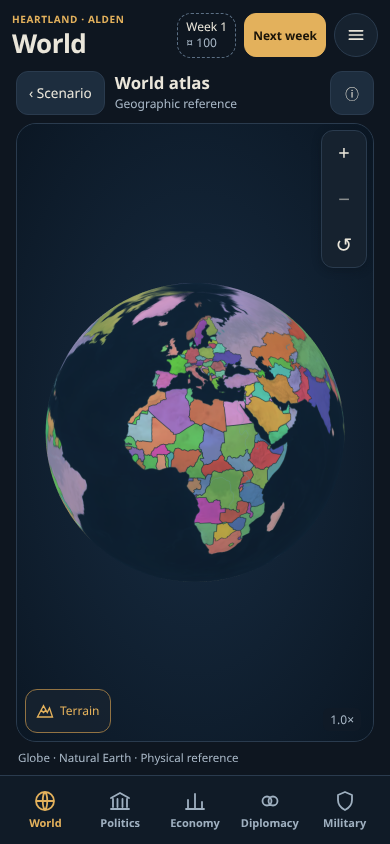 HEARTLAND · ALDEN
World
Week 1
¤ 100
Next week
‹ Scenario
World atlas
Geographic reference
ⓘ
+
−
↺
Terrain
1.0×
Globe · Natural Earth · Physical reference
World
Politics
Economy
Diplomacy
Military